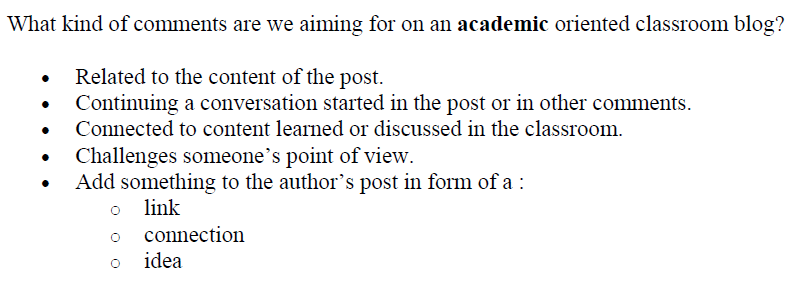 What kind of comments are we aiming for on an academic oriented classroom blog?
• Related to the content of the post.
• Continuing a conversation started in the post or in other comments.
• Connected to content learned or discussed in the classroom.
• Challenges someone’s point of view.
• Add something to the author’s post in form of a :
o link
o connection
o idea